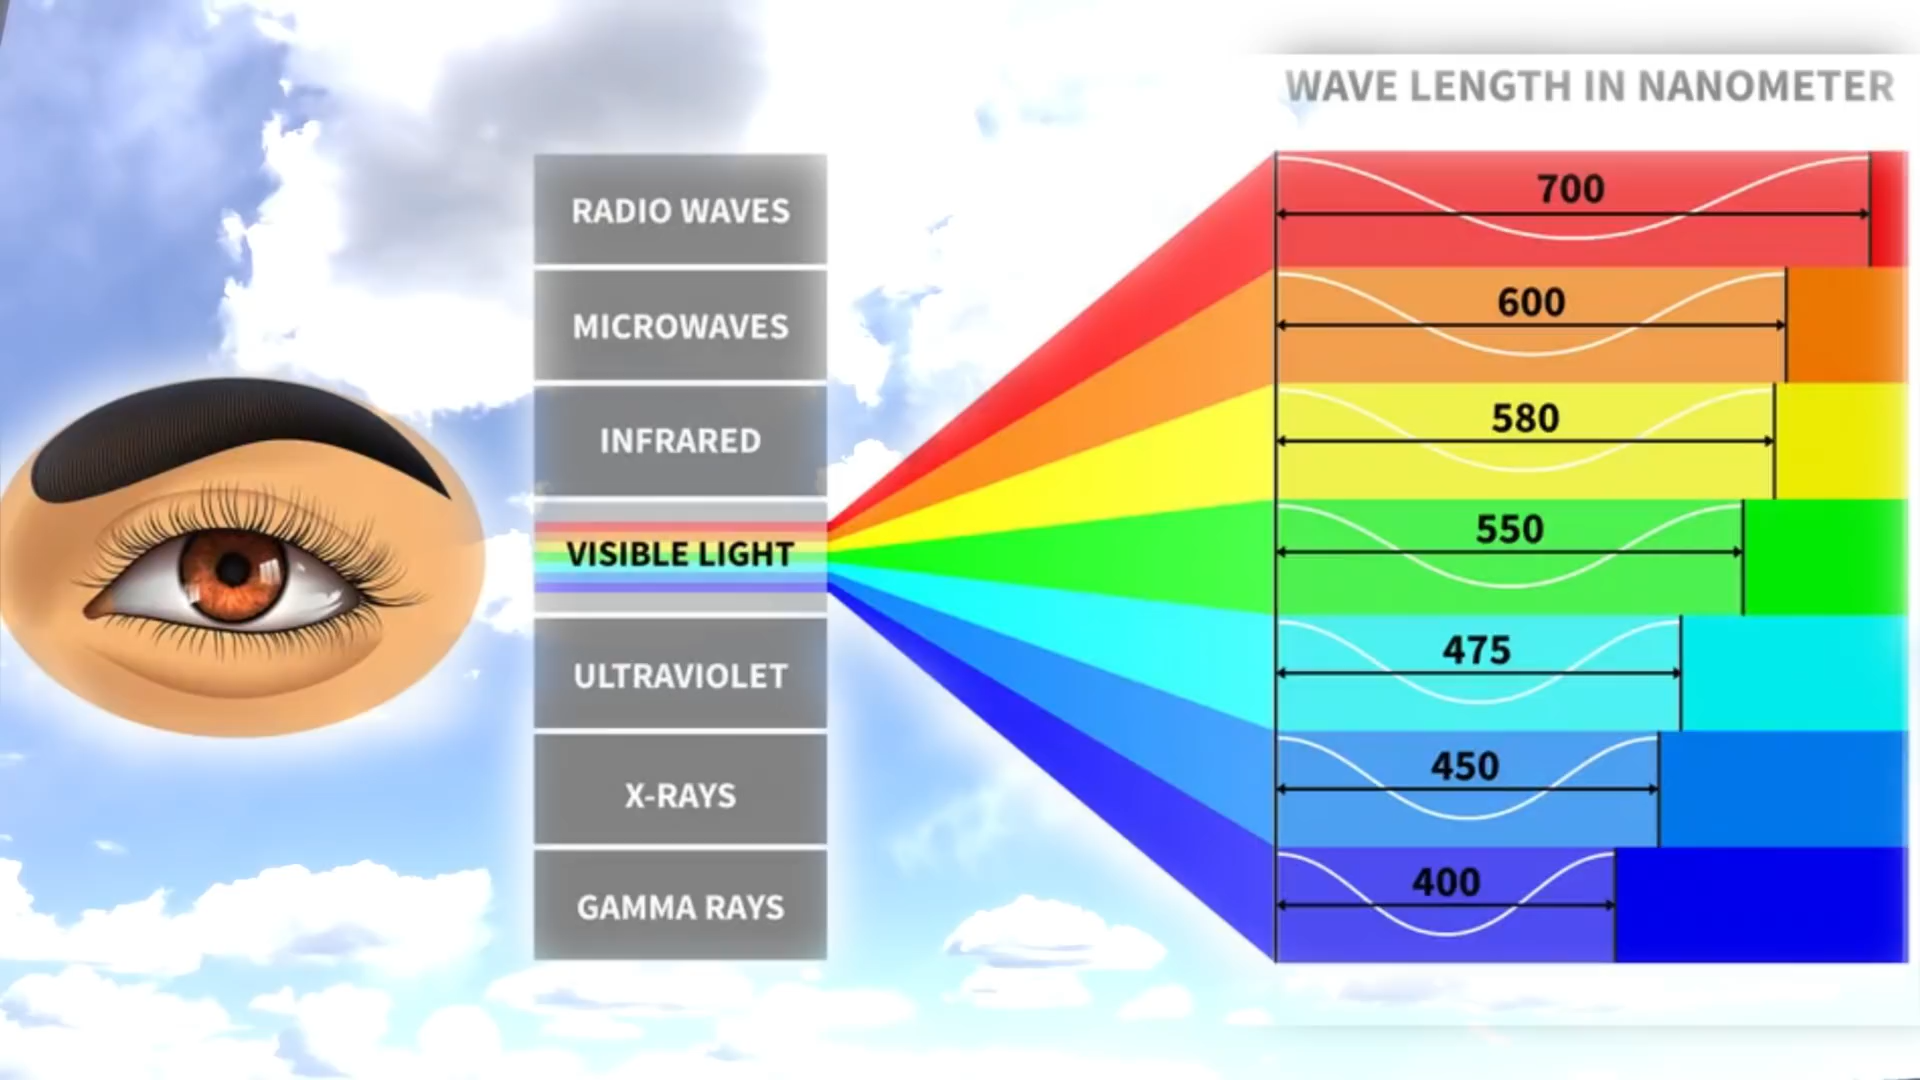 WAVE LENGTH IN NANOMETER
RADIO WAVES
MICROWAVES
INFRARED
VISIBLE LIGHT
ULTRAVIOLET
X-RAYS
GAMMA RAYS
700
600
580
550
475
450
400